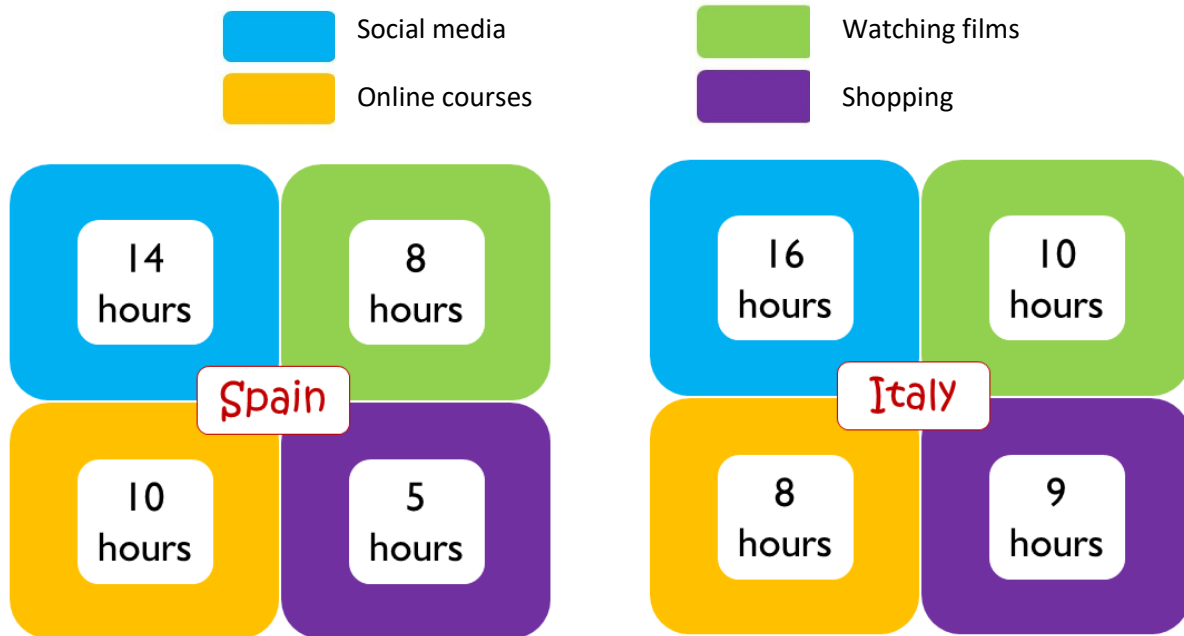 Social media
Watching films
Online courses
Shopping
14
hours
8
hours
Spain
10
hours
5
hours
16
hours
10
hours
Italy
8
hours
9
hours